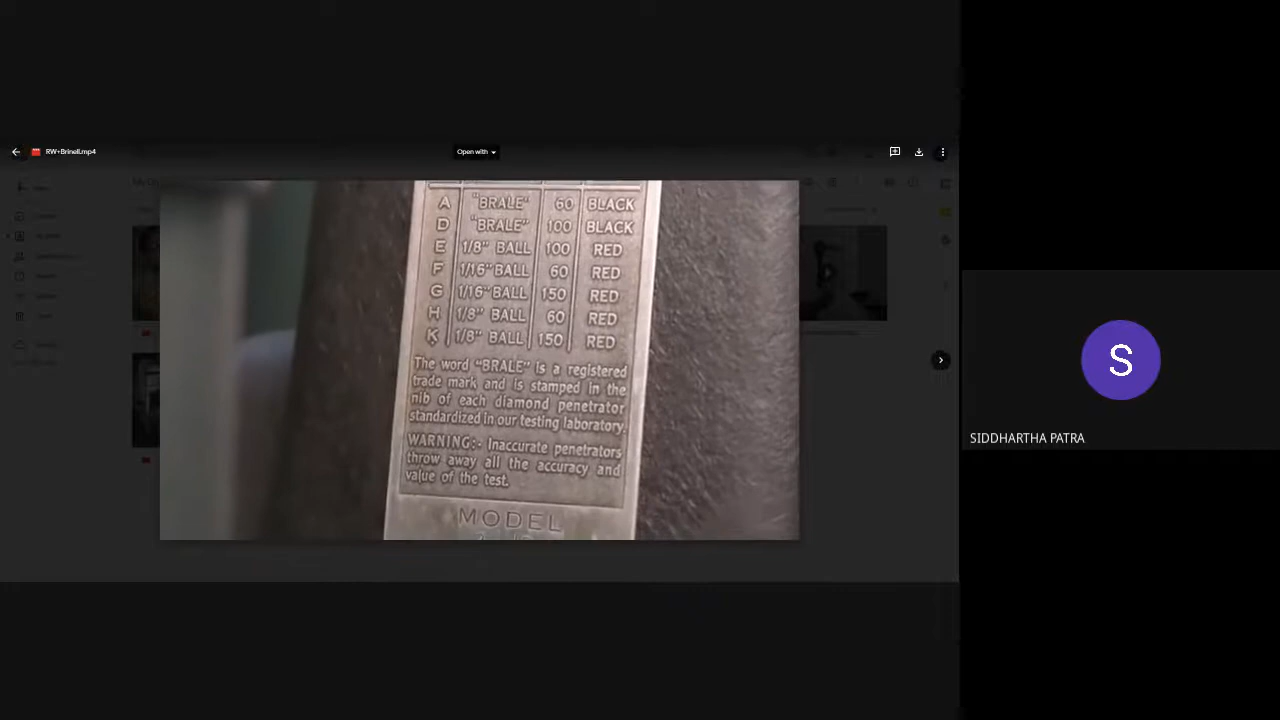 RW+Brinell.mp4
Open with
A "BRALE" 60 BLACK
D "BRALE" 100 BLACK
E 1/8" BALL 100 RED
F 1/16" BALL 60 RED
G 1/16" BALL 150 RED
H 1/8" BALL 60 RED
K 1/8" BALL 150 RED
The word "BRALE" is a registered
trade mark and is stamped in the
nib of each diamond penetrator
standardized in our testing laboratory.
WARNING:- Inaccurate penetrators
throw away all the accuracy and
value of the test.
MODEL
S
SIDDHARTHA PATRA